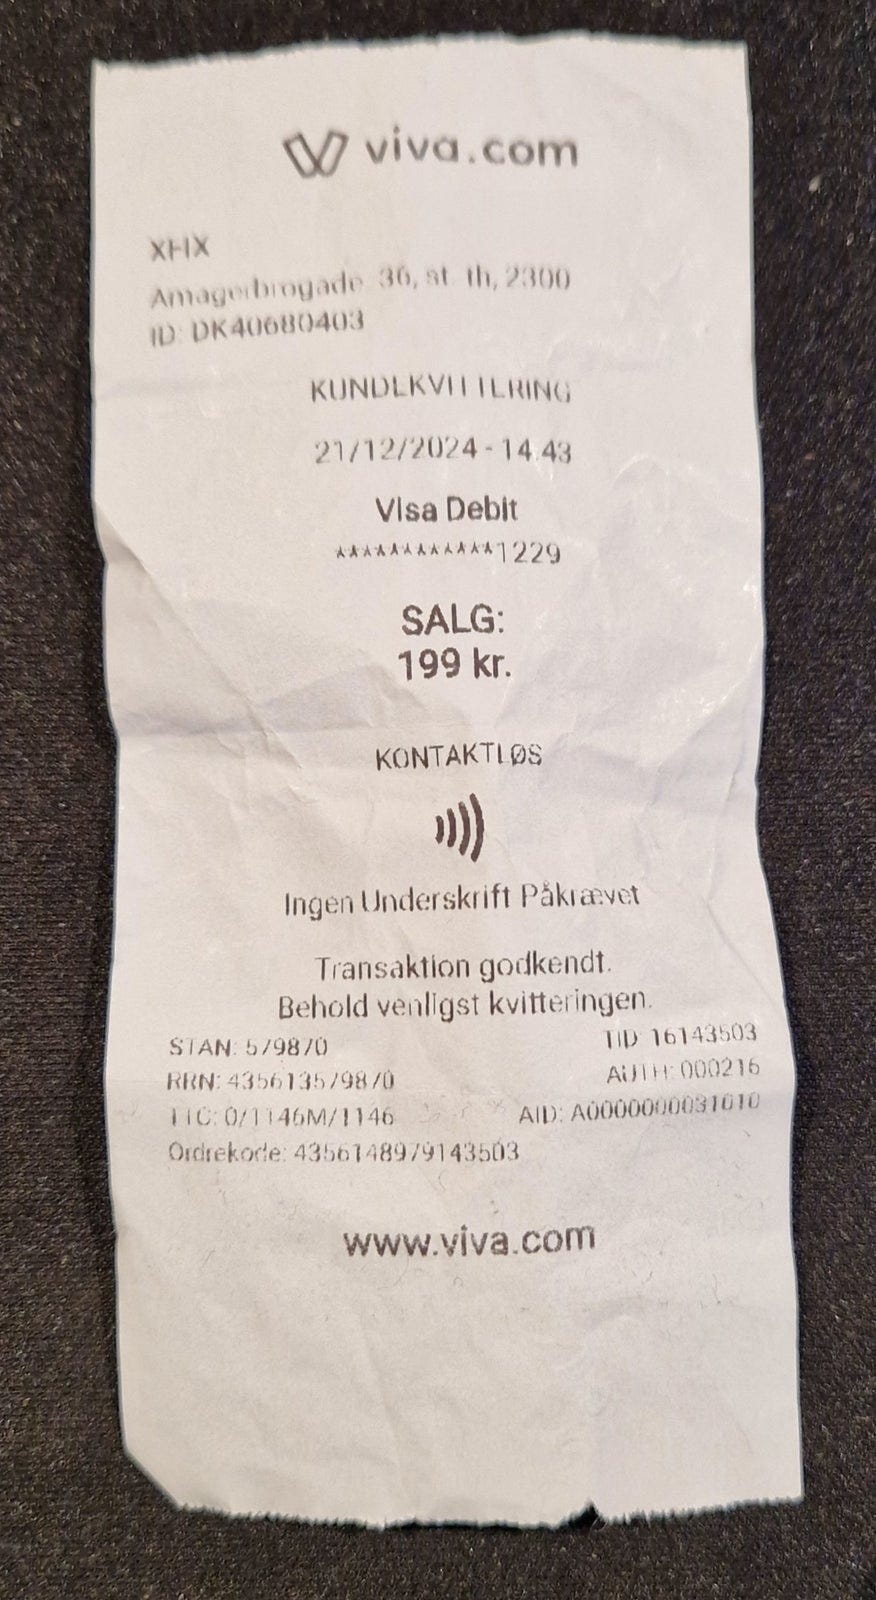 viva.com
XHX
Amagerbrogade 36, st. th, 2300
ID: DK40680403
KUNDEKVITTERING
21/12/2024 - 14:43
Visa Debit
************1229
SALG:
199 kr.
KONTAKTLØS
Ingen Underskrift Påkrævet
Transaktion godkendt.
Behold venligst kvitteringen.
STAN: 579870 TID: 16143503
RRN: 435613579870 AUTH: 000216
TTC: 0/1146M/1146 AID: A0000000031010
Ordrekode: 4356148979143503
www.viva.com